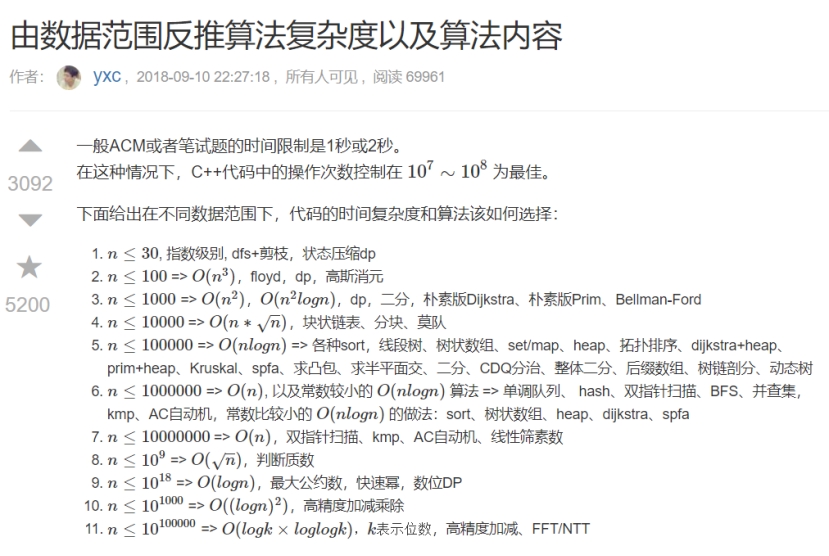 由数据范围反推算法复杂度以及算法内容
作者： yxc ，2018-09-10 22:27:18 ，所有人可见 ，阅读 69961
一般ACM或者笔试题的时间限制是1秒或2秒。
3092
在这种情况下，C++代码中的操作次数控制在 10^7 ∼ 10^8 为最佳。
下面给出在不同数据范围下，代码的时间复杂度和算法该如何选择：
5200
1. n ≤ 30, 指数级别, dfs+剪枝，状态压缩dp
2. n ≤ 100 => O(n^3)，floyd，dp，高斯消元
3. n ≤ 1000 => O(n^2)，O(n^2logn)，dp，二分，朴素版Dijkstra、朴素版Prim、Bellman-Ford
4. n ≤ 10000 => O(n ∗ √n)，块状链表、分块、莫队
5. n ≤ 100000 => O(nlogn) => 各种sort，线段树、树状数组、set/map、heap、拓扑排序、dijkstra+heap、
prim+heap、Kruskal、spfa、求凸包、求半平面交、二分、CDQ分治、整体二分、后缀数组、树链剖分、动态树
6. n ≤ 1000000 => O(n), 以及常数较小的 O(nlogn) 算法 => 单调队列、 hash、双指针扫描、BFS、并查集，
kmp、AC自动机，常数比较小的 O(nlogn) 的做法：sort、树状数组、heap、dijkstra、spfa
7. n ≤ 10000000 => O(n)，双指针扫描、kmp、AC自动机、线性筛素数
8. n ≤ 10^9 => O(√n)，判断质数
9. n ≤ 10^18 => O(logn)，最大公约数，快速幂，数位DP
10. n ≤ 10^1000 => O((logn)^2)，高精度加减乘除
11. n ≤ 10^100000 => O(logk × loglogk)，k表示位数，高精度加减、FFT/NTT